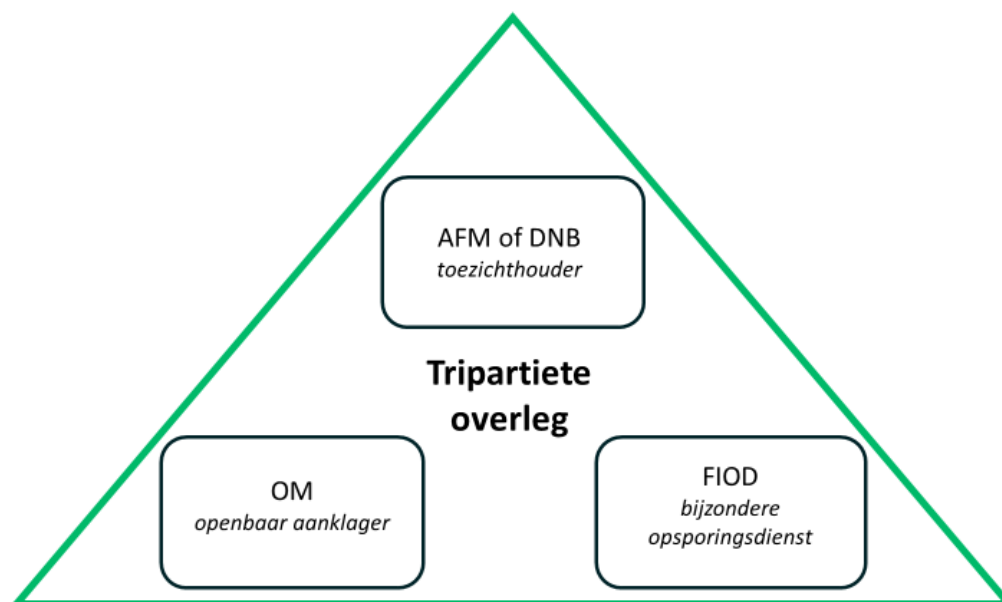 AFM of DNB
toezichthouder
Tripartiete
overleg
OM
openbaar aanklager
FIOD
bijzondere
opsporingsdienst